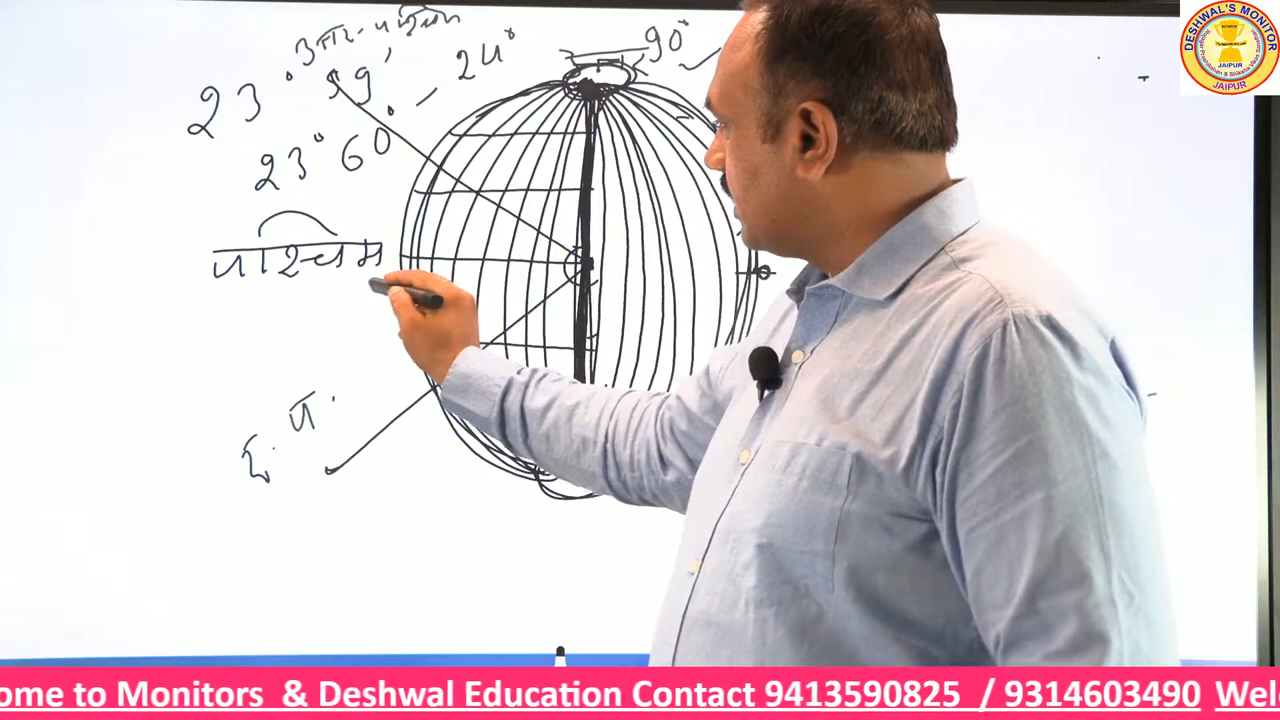 उत्तर-पश्चिम
23° 59'
24°
90°
23° 60'
पश्चिम
द. प.
DESHWAL'S MONITOR
JAIPUR
JAIPUR
ome to Monitors & Deshwal Education Contact 9413590825 / 9314603490 Wel